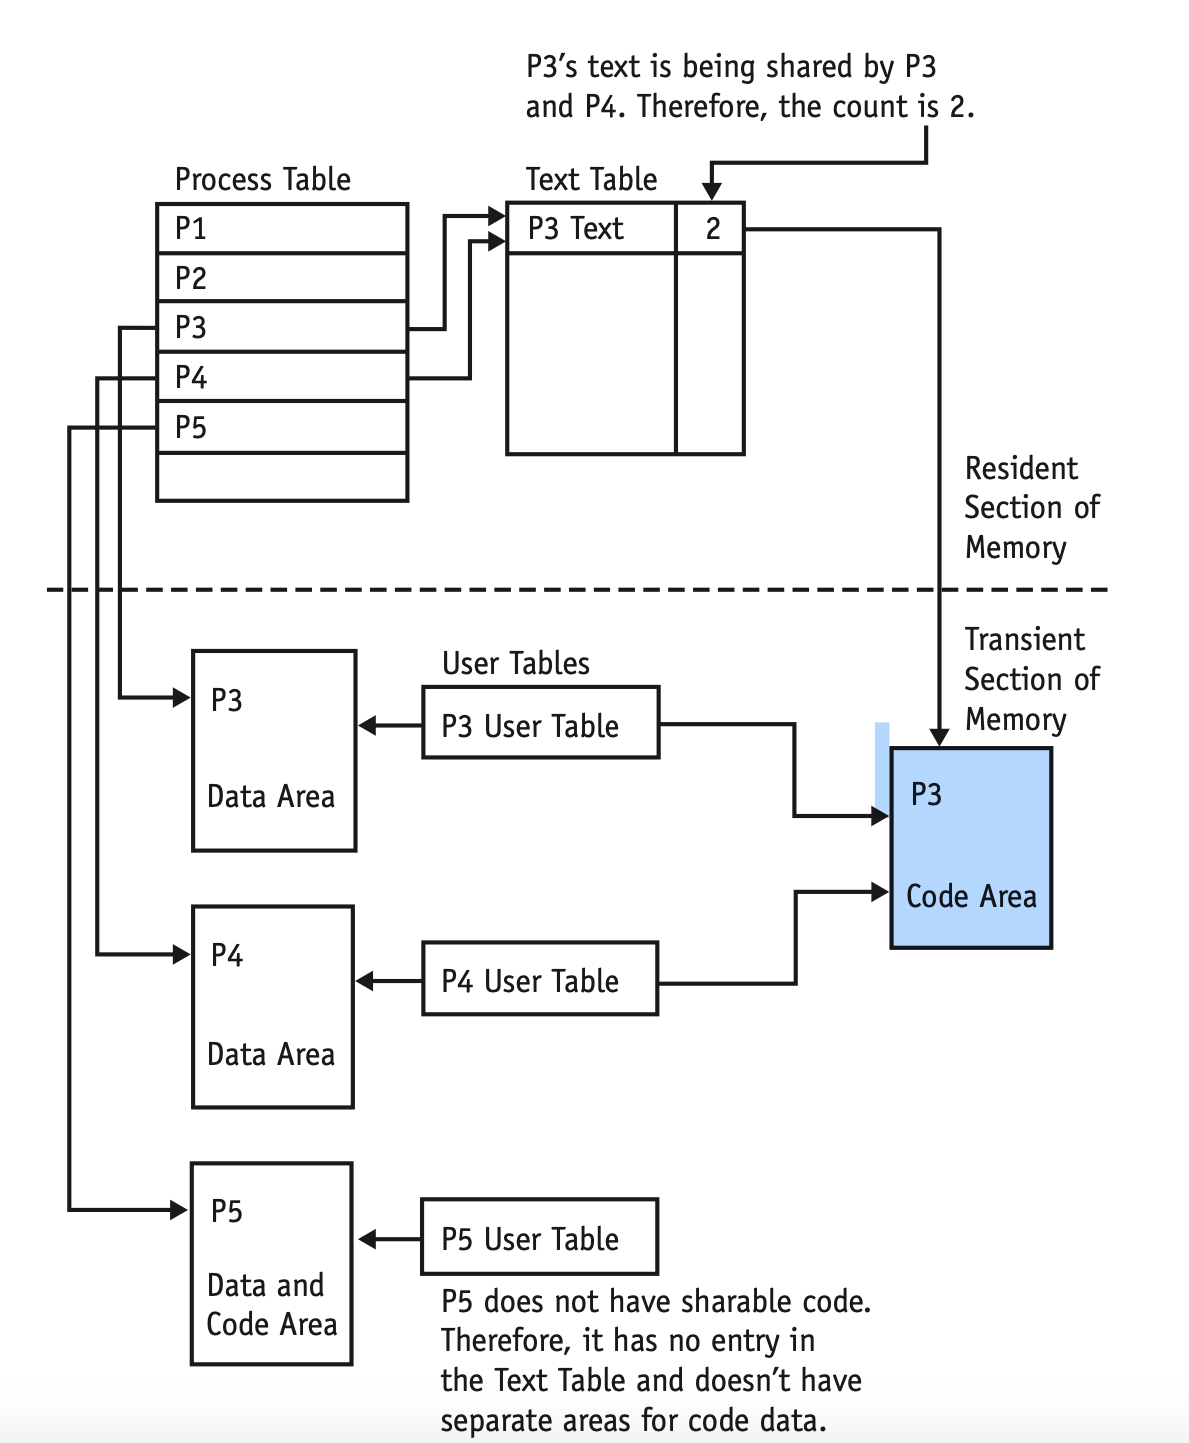 P3’s text is being shared by P3
and P4. Therefore, the count is 2.
Process Table
P1
P2
P3
P4
P5
Text Table
P3 Text
2
Resident
Section of
Memory
Transient
Section of
Memory
P3
Data Area
User Tables
P3 User Table
P3
Code Area
P4
Data Area
P4 User Table
P5
Data and
Code Area
P5 User Table
P5 does not have sharable code.
Therefore, it has no entry in
the Text Table and doesn’t have
separate areas for code data.